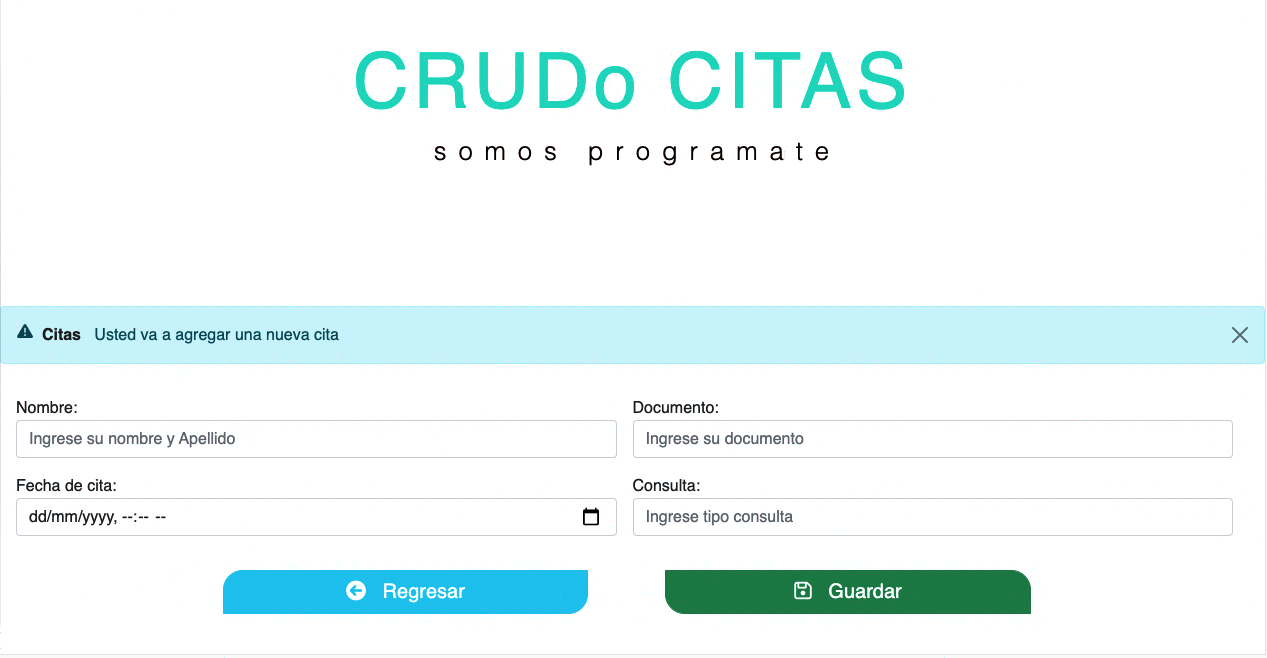 CRUDo CITAS
somos programate
Citas Usted va a agregar una nueva cita
Nombre: Documento:
Ingrese su nombre y Apellido Ingrese su documento
Fecha de cita: Consulta:
dd/mm/yyyy, --:-- -- Ingrese tipo consulta
Regresar Guardar